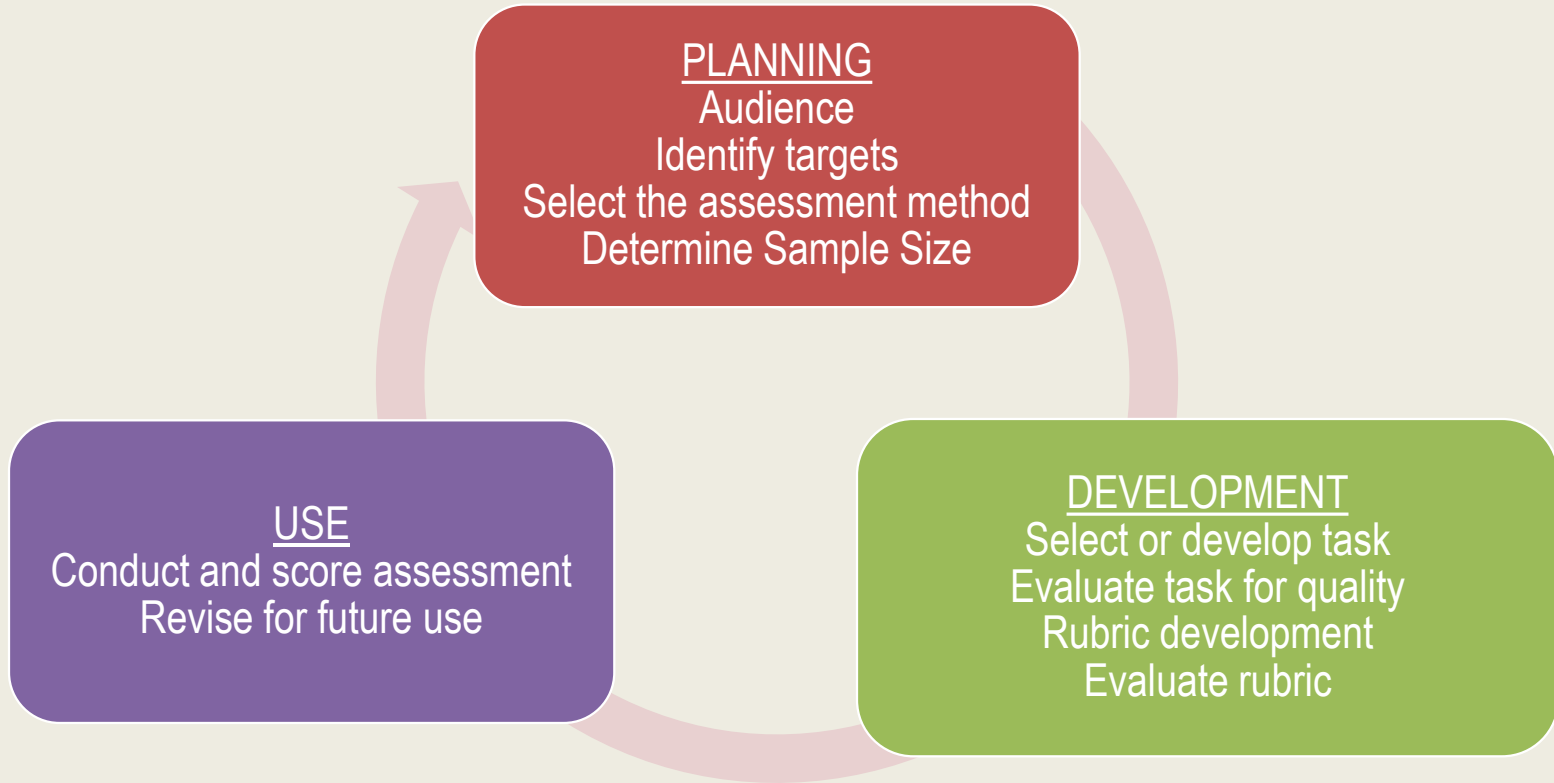 PLANNING
Audience
Identify targets
Select the assessment method
Determine Sample Size
DEVELOPMENT
Select or develop task
Evaluate task for quality
Rubric development
Evaluate rubric
USE
Conduct and score assessment
Revise for future use